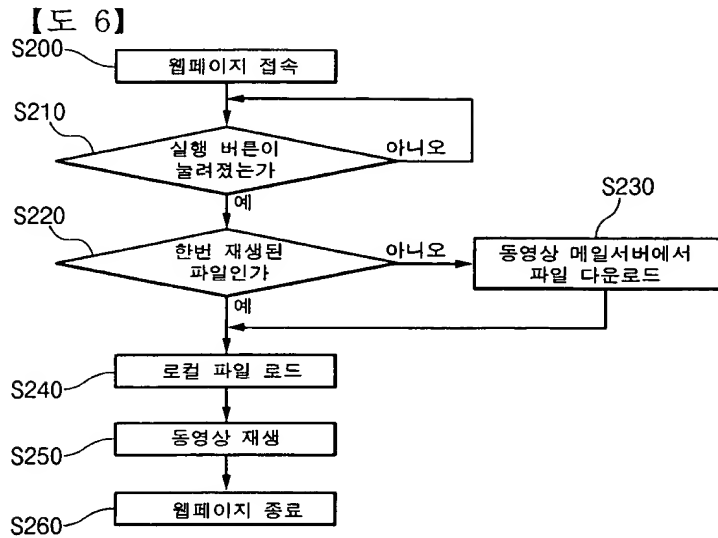 【도 6】
S200
웹페이지 접속
S210
실행 버튼이
눌려졌는가
아니오
예
S220
한번 재생된
파일인가
아니오
S230
동영상 메일서버에서
파일 다운로드
예
S240
로컬 파일 로드
S250
동영상 재생
S260
웹페이지 종료